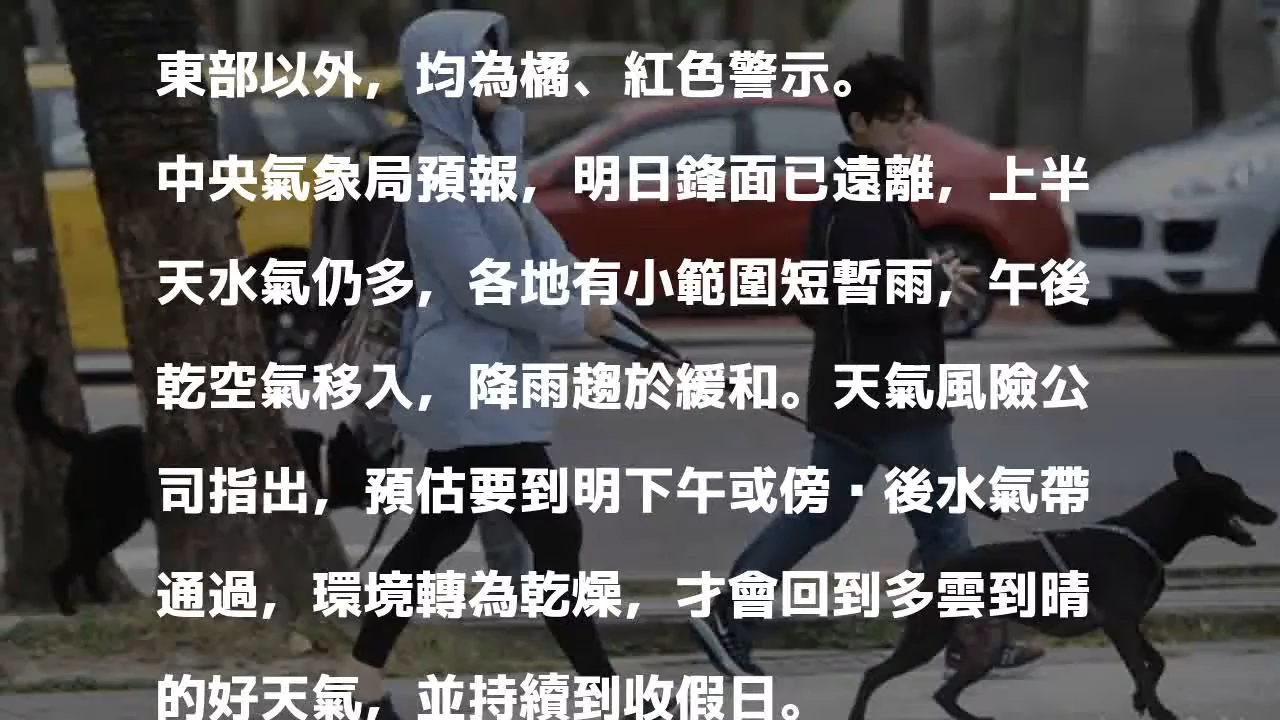 東部以外，均為橘、紅色警示。
中央氣象局預報，明日鋒面已遠離，上半
天水氣仍多，各地有小範圍短暫雨，午後
乾空氣移入，降雨趨於緩和。天氣風險公
司指出，預估要到明下午或傍▪後水氣帶
通過，環境轉為乾燥，才會回到多雲到晴
的好天氣，並持續到收假日。